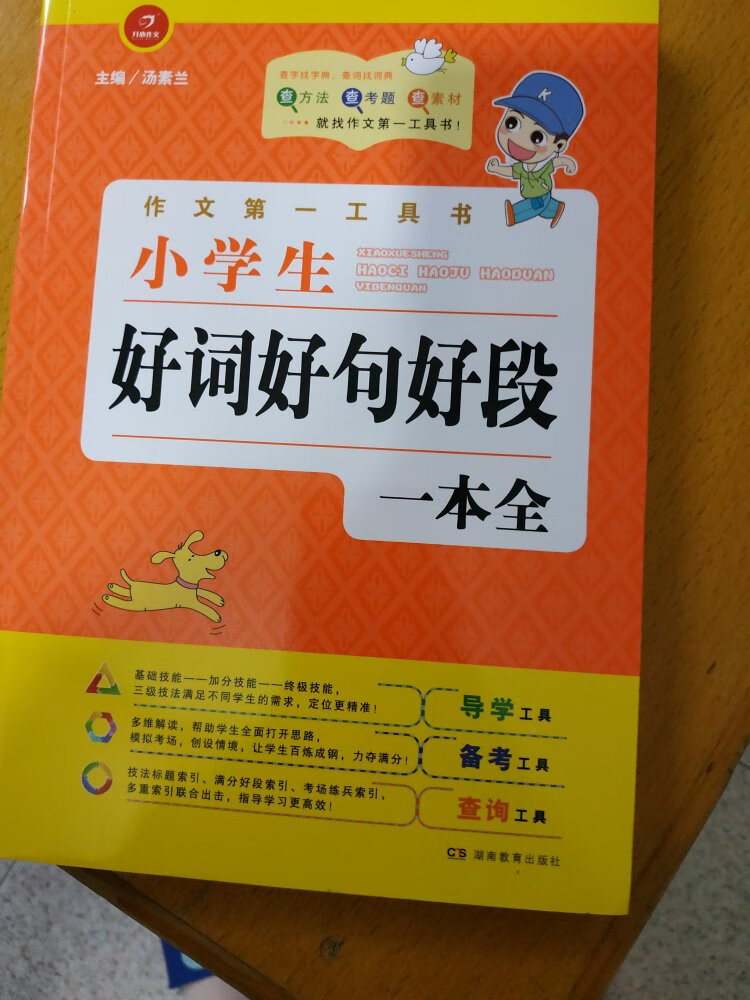 开心作文
主编／汤素兰
查字找字典，查词找词典
查方法 查考题 查素材
就找作文第一工具书！
K
作文第一工具书
小学生
XIAOXUESHENG
HAOCI HAOJU HAODUAN
YIBENQUAN
好词好句好段
一本全
基础技能——加分技能——终极技能，
三级技法满足不同学生的需求，定位更精准！
导学工具
多维解读，帮助学生全面打开思路，
模拟考场，创设情境，让学生百炼成钢，力夺满分！
备考工具
技法标题索引、满分好段索引、考场练兵索引，
多重索引联合出击，指导学习更高效！
查询工具
CTS 湖南教育出版社